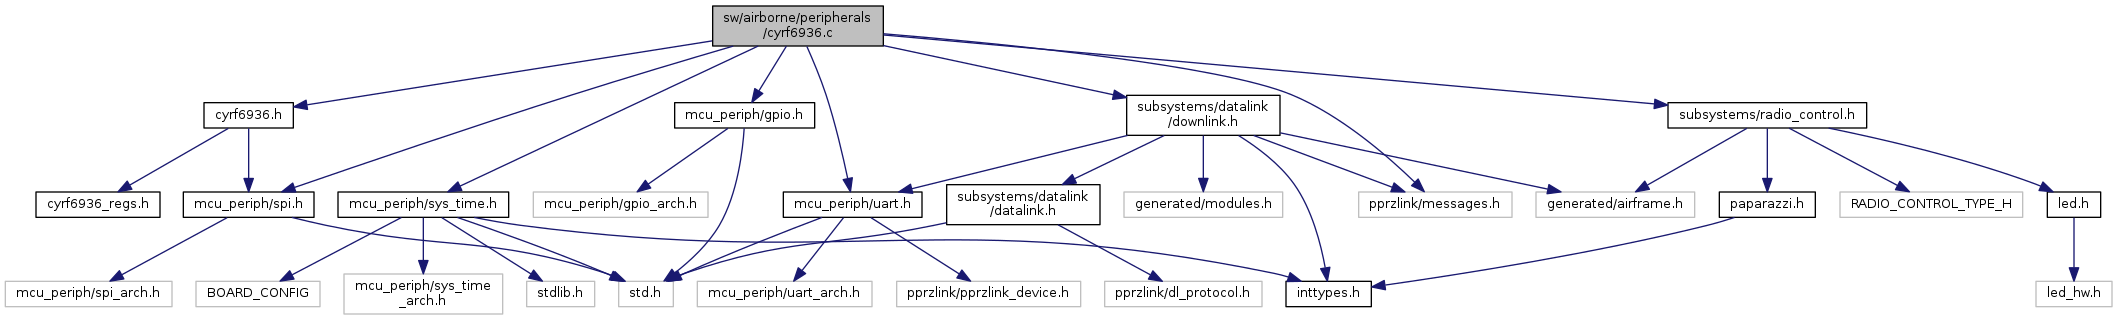 sw/airborne/peripherals
/cyrf6936.c
cyrf6936.h
mcu_periph/gpio.h
subsystems/datalink
/downlink.h
subsystems/radio_control.h
cyrf6936_regs.h
mcu_periph/spi.h
mcu_periph/sys_time.h
mcu_periph/gpio_arch.h
mcu_periph/uart.h
subsystems/datalink
/datalink.h
generated/modules.h
pprzlink/messages.h
generated/airframe.h
paparazzi.h
RADIO_CONTROL_TYPE_H
led.h
mcu_periph/spi_arch.h
BOARD_CONFIG
mcu_periph/sys_time
_arch.h
stdlib.h
std.h
mcu_periph/uart_arch.h
pprzlink/pprzlink_device.h
pprzlink/dl_protocol.h
inttypes.h
led_hw.h